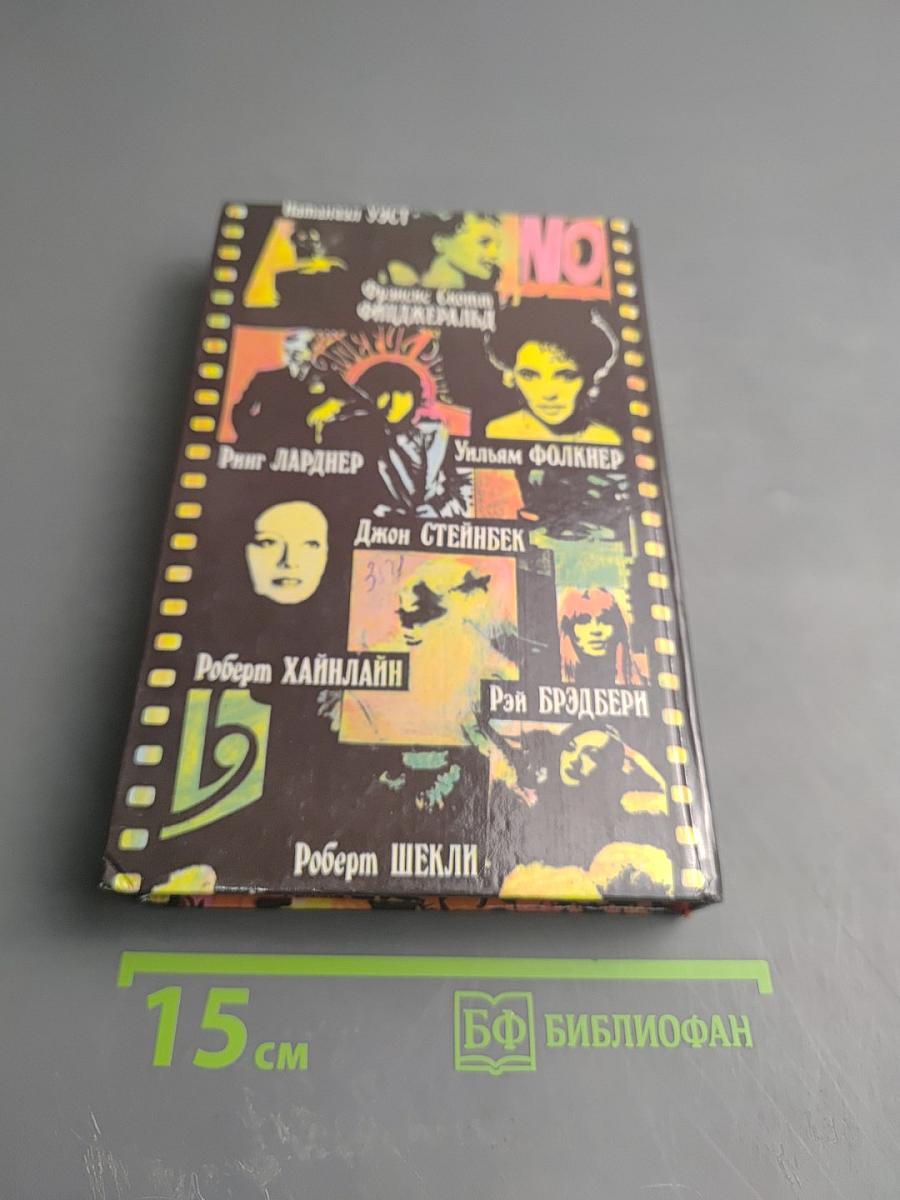 Натанаил УЭСТ
NO
Фрэнсис Скотт
ФИЦДЖЕРАЛЬД
Ринг ЛАРДНЕР
Уильям ФОЛКНЕР
Джон СТЕЙНБЕК
Роберт ХАЙНЛАЙН
Рэй БРЭДБЕРИ
Роберт ШЕКЛИ
15 см
БФ БИБЛИОФАН